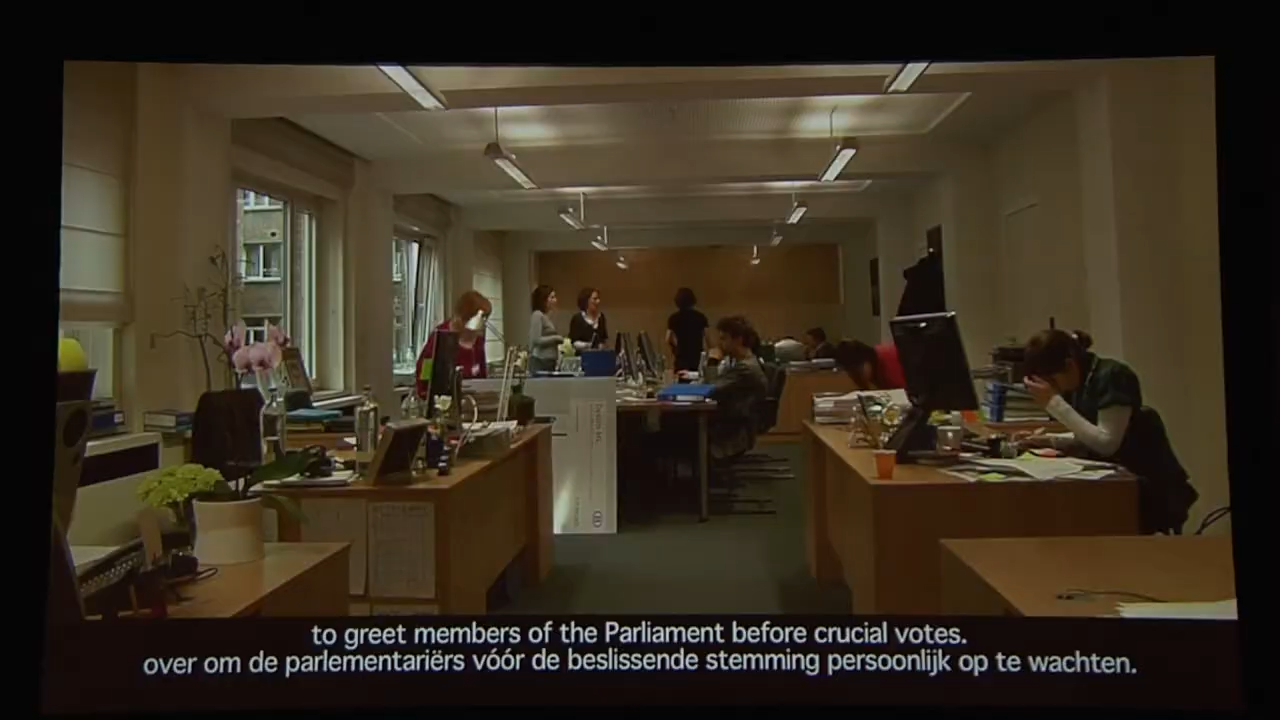 to greet members of the Parliament before crucial votes.
over om de parlementariërs vóór de beslissende stemming persoonlijk op te wachten.